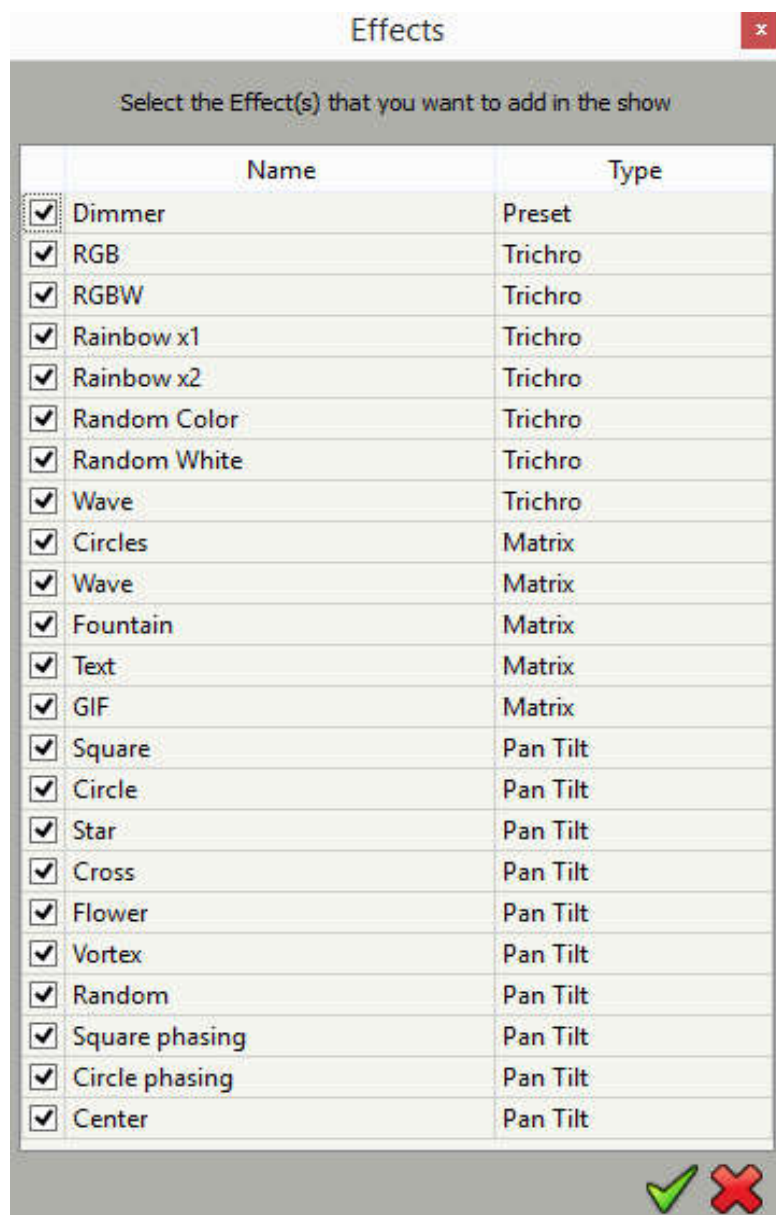 Effects
x
Select the Effect(s) that you want to add in the show
Name Type
Dimmer Preset
RGB Trichro
RGBW Trichro
Rainbow x1 Trichro
Rainbow x2 Trichro
Random Color Trichro
Random White Trichro
Wave Trichro
Circles Matrix
Wave Matrix
Fountain Matrix
Text Matrix
GIF Matrix
Square Pan Tilt
Circle Pan Tilt
Star Pan Tilt
Cross Pan Tilt
Flower Pan Tilt
Vortex Pan Tilt
Random Pan Tilt
Square phasing Pan Tilt
Circle phasing Pan Tilt
Center Pan Tilt